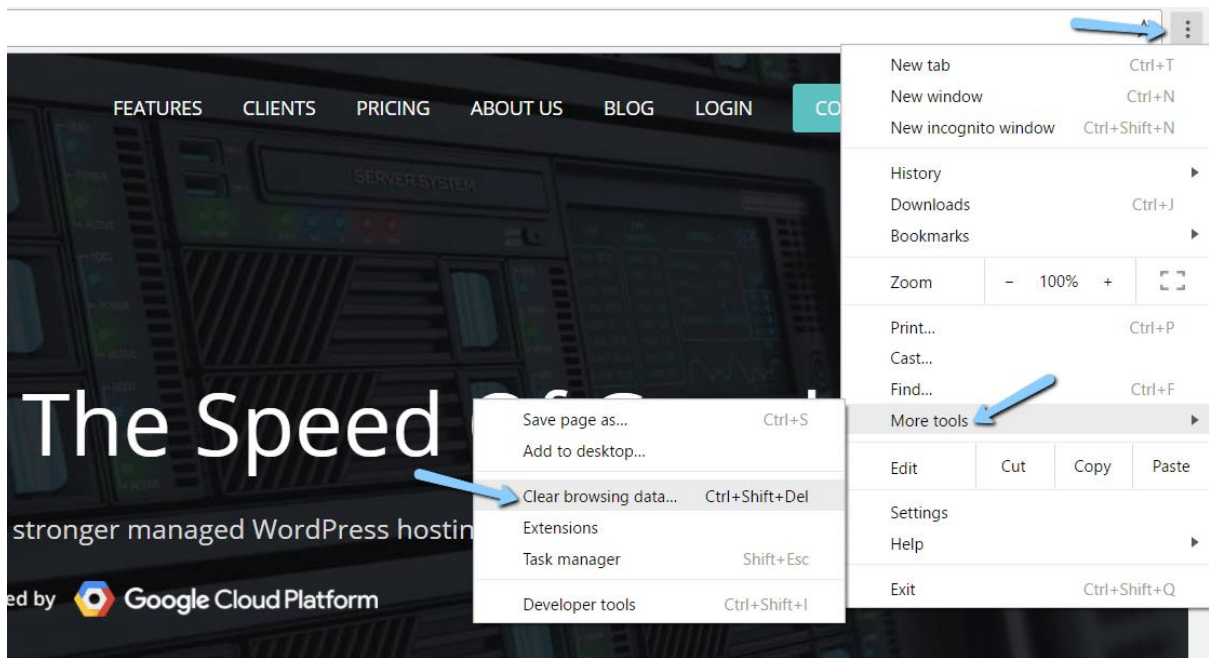 New tab Ctrl+T
New window Ctrl+N
New incognito window Ctrl+Shift+N
History
Downloads Ctrl+J
Bookmarks
Zoom - 100% +
Print... Ctrl+P
Cast...
Find... Ctrl+F
More tools
Edit Cut Copy Paste
Settings
Help
Exit Ctrl+Shift+Q
Save page as... Ctrl+S
Add to desktop...
Clear browsing data... Ctrl+Shift+Del
Extensions
Task manager Shift+Esc
Developer tools Ctrl+Shift+I
FEATURES CLIENTS PRICING ABOUT US BLOG LOGIN CO
SERVER SYSTEM
The Speed
stronger managed WordPress hostin
ed by Google Cloud Platform